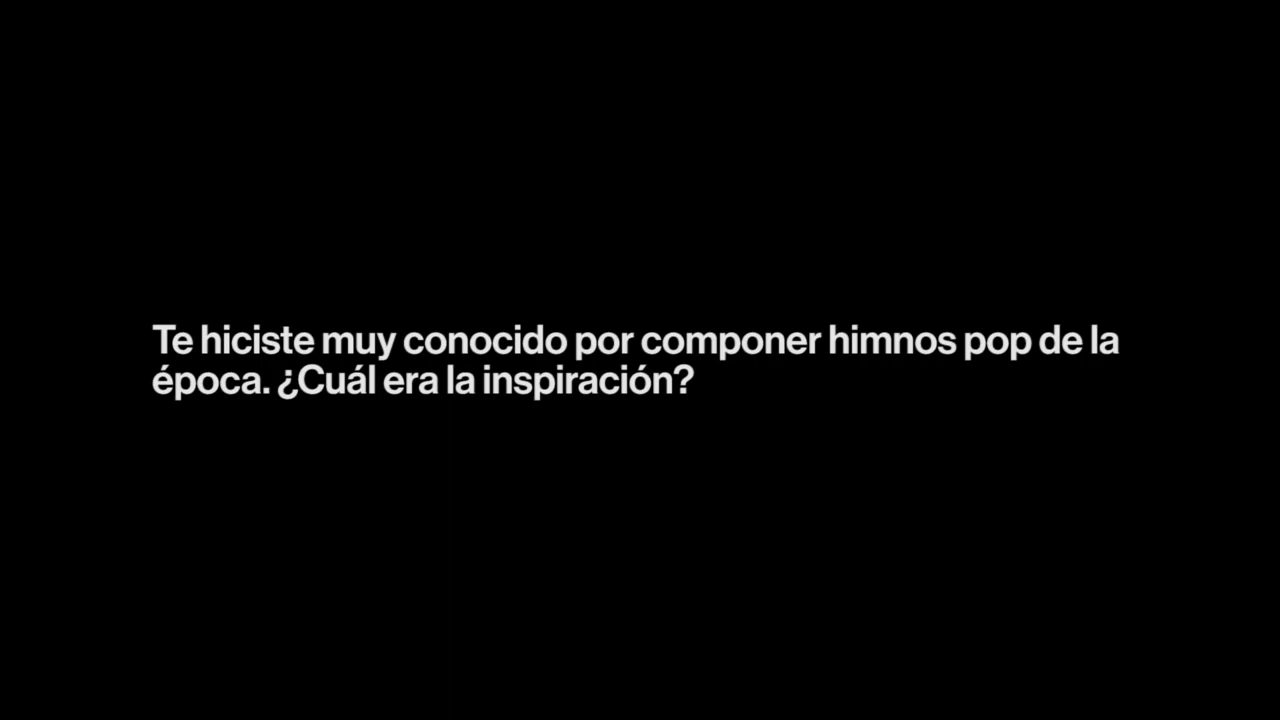 Te hiciste muy conocido por componer himnos pop de la
época. ¿Cuál era la inspiración?